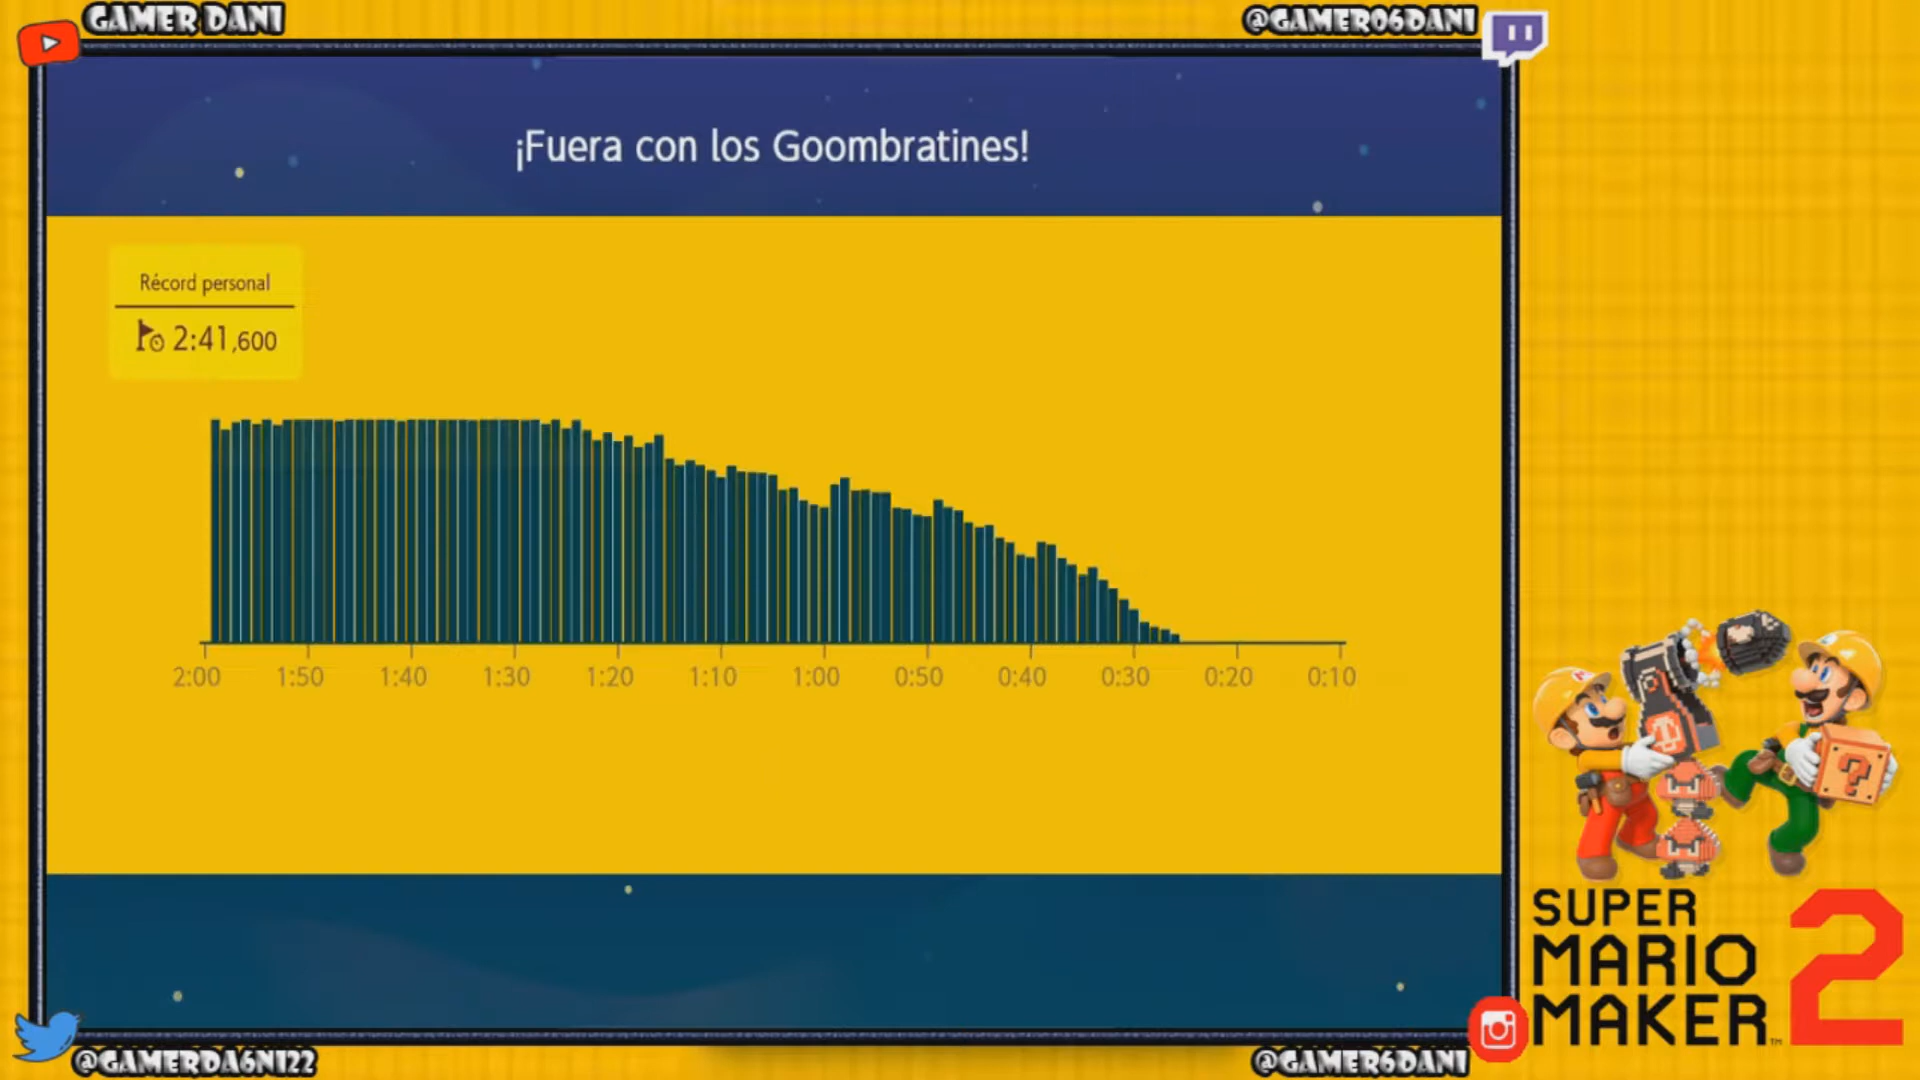 GAMER DANI
@GAMER06DANI
¡Fuera con los Goombratines!
Récord personal
2:41,600
2:00 1:50 1:40 1:30 1:20 1:10 1:00 0:50 0:40 0:30 0:20 0:10
SUPER
MARIO
MAKER 2
™
@GAMERDA6NI22
@GAMER6DANI